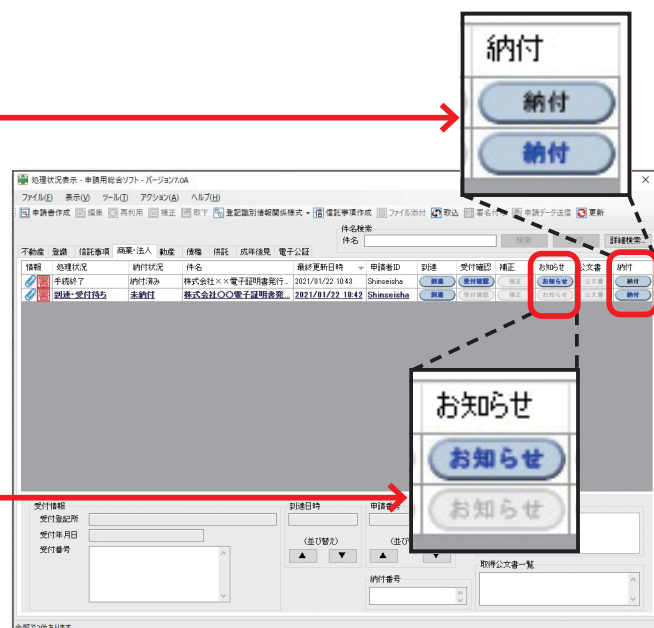 納付
納付
納付
処理状況表示 - 申請用総合ソフト - バージョン7.0A
ファイル(F) 表示(V) ツール(T) アクション(A) ヘルプ(H)
申請書作成 編集 再利用 補正 取下 登記識別情報関係様式 信託事項作成 ファイル添付 取込 署名付 申請データ送信 更新
件名検索
件名 検索 詳細検索...
不動産 登識 信託事項 商業・法人 動産 債権 供託 成年後見 電子公証
情報 処理状況 納付状況 件名 最終更新日時 申請者ID 到達 受付確認 補正 お知らせ 公文書 納付
手続終了 納付済み 株式会社××電子証明書発行... 2021/01/22 10:43 Shinseisha 到達 受付確認 補正 お知らせ 公文書 納付
到達・受付待ち 未納付 株式会社〇〇電子証明書発... 2021/01/22 10:42 Shinseisha 到達 受付確認 補正 お知らせ 公文書 納付
お知らせ
お知らせ
お知らせ
受付情報 到達日時
受付登記所
受付年月日
受付番号
(並び替え)
▲ ▼ ▲ ▼
取得公文書一覧
納付番号
全部で2件あります